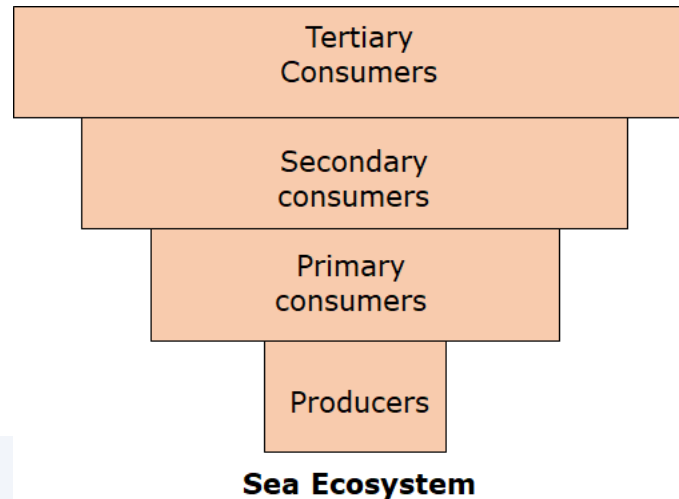 Tertiary
Consumers
Secondary
consumers
Primary
consumers
Producers
Sea Ecosystem